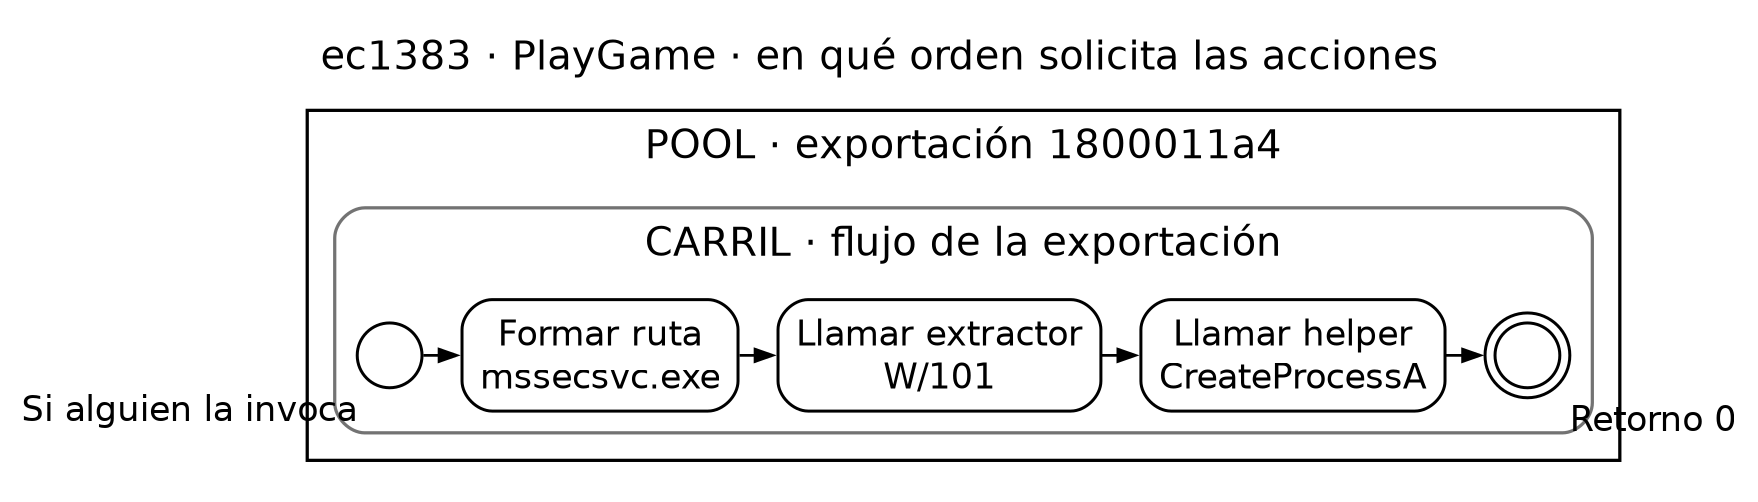 ec1383 · PlayGame · en qué orden solicita las acciones
POOL · exportación 1800011a4
CARRIL · flujo de la exportación
Si alguien la invoca
Formar ruta
mssecsvc.exe
Llamar extractor
W/101
Llamar helper
CreateProcessA
Retorno 0